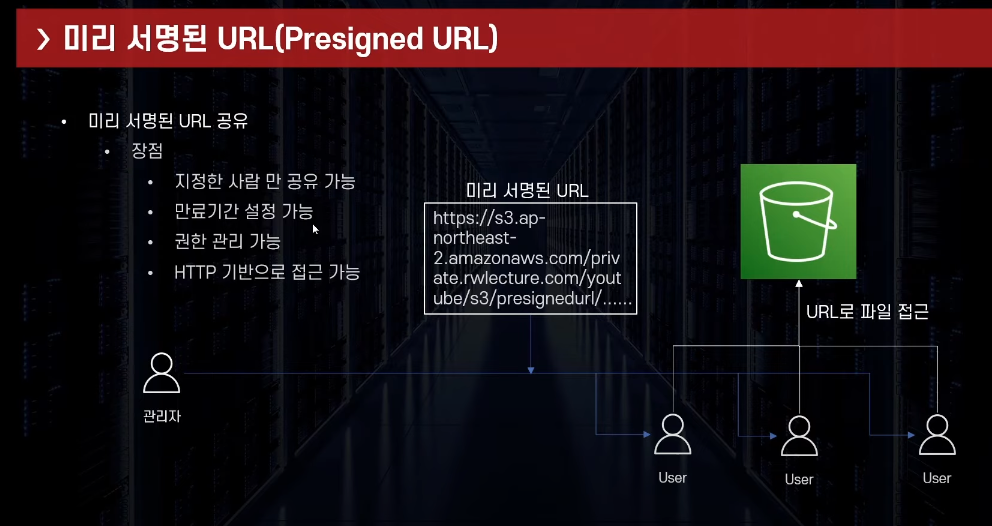 ❯ 미리 서명된 URL(Presigned URL)
• 미리 서명된 URL 공유
• 장점
• 지정한 사람 만 공유 가능
• 만료기간 설정 가능
• 권한 관리 가능
• HTTP 기반으로 접근 가능
미리 서명된 URL
https://s3.ap-
northeast-
2.amazonaws.com/priv
ate.rwlecture.com/yout
ube/s3/presignedurl/……
URL로 파일 접근
관리자
User
User
User